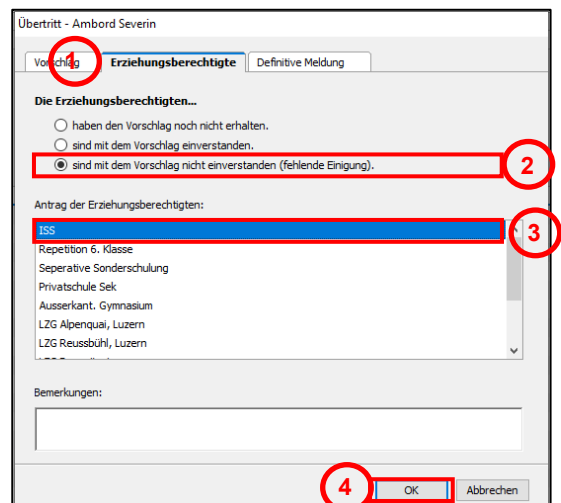 Übertritt - Ambord Severin
Vorschlag Erziehungsberechtigte Definitive Meldung
1
Die Erziehungsberechtigten...
haben den Vorschlag noch nicht erhalten.
sind mit dem Vorschlag einverstanden.
sind mit dem Vorschlag nicht einverstanden (fehlende Einigung).
2
Antrag der Erziehungsberechtigten:
ISS
3
Repetition 6. Klasse
Seperative Sonderschulung
Privatschule Sek
Ausserkant. Gymnasium
LZG Alpenquai, Luzern
LZG Reussbühl, Luzern
Bemerkungen:
4
OK Abbrechen